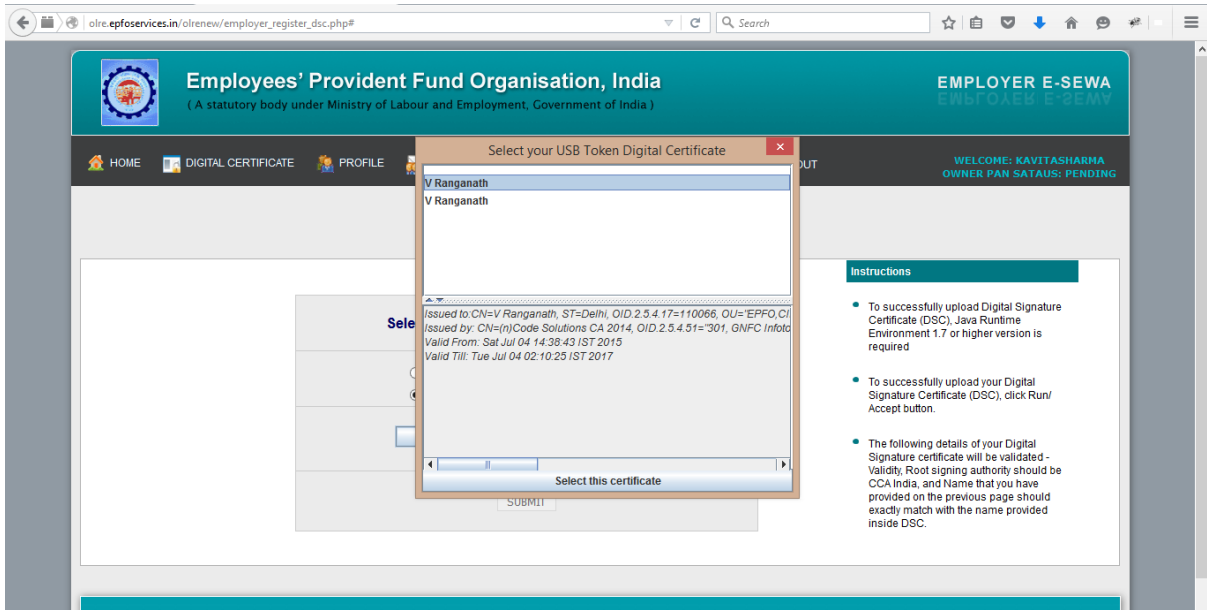 olre.epfoservices.in/olrenew/employer_register_dsc.php#
Search
Employees' Provident Fund Organisation, India
( A statutory body under Ministry of Labour and Employment, Government of India )
EMPLOYER E-SEWA
HOME
DIGITAL CERTIFICATE
PROFILE
OUT
WELCOME: KAVITASHARMA
OWNER PAN SATAUS: PENDING
Select your USB Token Digital Certificate
V Ranganath
V Ranganath
Issued to:CN=V Ranganath, ST=Delhi, OID.2.5.4.17=110066, OU="EPFO,CI
Issued by: CN=(n)Code Solutions CA 2014, OID.2.5.4.51="301, GNFC Infoto
Valid From: Sat Jul 04 14:38:43 IST 2015
Valid Till: Tue Jul 04 02:10:25 IST 2017
Select this certificate
Sele
SUBMIT
Instructions
To successfully upload Digital Signature
Certificate (DSC), Java Runtime
Environment 1.7 or higher version is
required
To successfully upload your Digital
Signature Certificate (DSC), click Run/
Accept button.
The following details of your Digital
Signature certificate will be validated -
Validity, Root signing authority should be
CCA India, and Name that you have
provided on the previous page should
exactly match with the name provided
inside DSC.